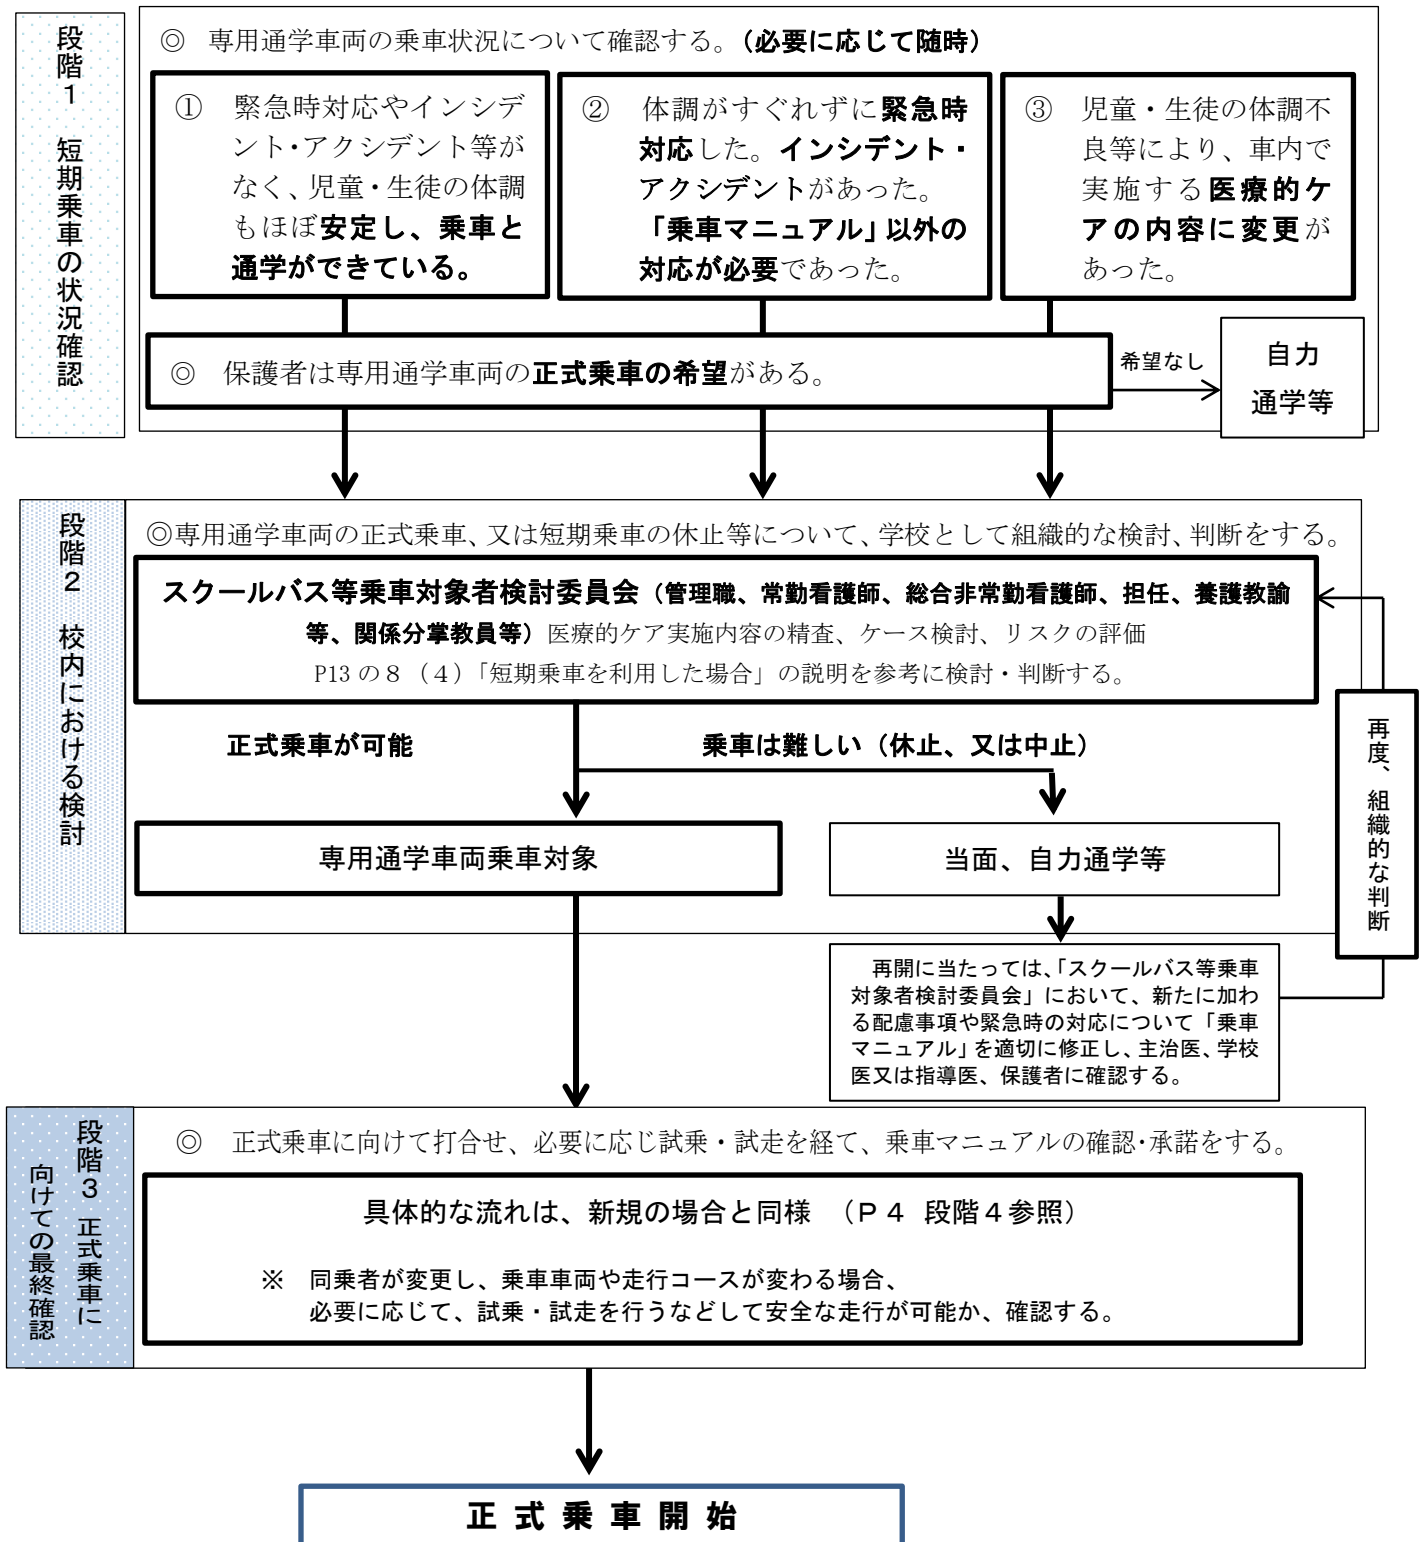 段階1　短期乗車の状況確認
◎　専用通学車両の乗車状況について確認する。（必要に応じて随時）
①　緊急時対応やインシデ
ント・アクシデント等が
なく、児童・生徒の体調
もほぼ安定し、乗車と
通学ができている。
②　体調がすぐれずに緊急時
対応した。インシデント・
アクシデントがあった。
「乗車マニュアル」以外の
対応が必要であった。
③　児童・生徒の体調不
良等により、車内で
実施する医療的ケ
アの内容に変更が
あった。
◎　保護者は専用通学車両の正式乗車の希望がある。
希望なし
自力
通学等
段階2　校内における検討
◎専用通学車両の正式乗車、又は短期乗車の休止等について、学校として組織的な検討、判断をする。
スクールバス等乗車対象者検討委員会（管理職、常勤看護師、総合非常勤看護師、担任、養護教諭
等、関係分掌教員等）医療的ケア実施内容の精査、ケース検討、リスクの評価
P13の8（4）「短期乗車を利用した場合」の説明を参考に検討・判断する。
正式乗車が可能
乗車は難しい（休止、又は中止）
再度、組織的な判断
専用通学車両乗車対象
当面、自力通学等
再開に当たっては、「スクールバス等乗車
対象者検討委員会」において、新たに加わ
る配慮事項や緊急時の対応について「乗車
マニュアル」を適切に修正し、主治医、学校
医又は指導医、保護者に確認する。
段階3　正式乗車に
向けての最終確認
◎　正式乗車に向けて打合せ、必要に応じ試乗・試走を経て、乗車マニュアルの確認・承諾をする。
具体的な流れは、新規の場合と同様　（P4　段階4参照）
※　同乗者が変更し、乗車車両や走行コースが変わる場合、
必要に応じて、試乗・試走を行うなどして安全な走行が可能か、確認する。
正式乗車開始